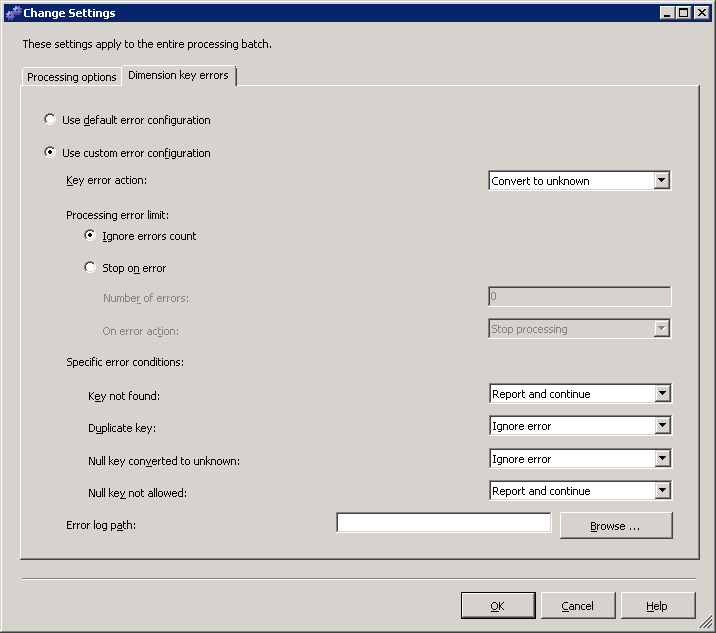 Change Settings
These settings apply to the entire processing batch.
Processing options
Dimension key errors
Use default error configuration
Use custom error configuration
Key error action:
Convert to unknown
Processing error limit:
Ignore errors count
Stop on error
Number of errors:
0
On error action:
Stop processing
Specific error conditions:
Key not found:
Report and continue
Duplicate key:
Ignore error
Null key converted to unknown:
Ignore error
Null key not allowed:
Report and continue
Error log path:
Browse ...
OK
Cancel
Help